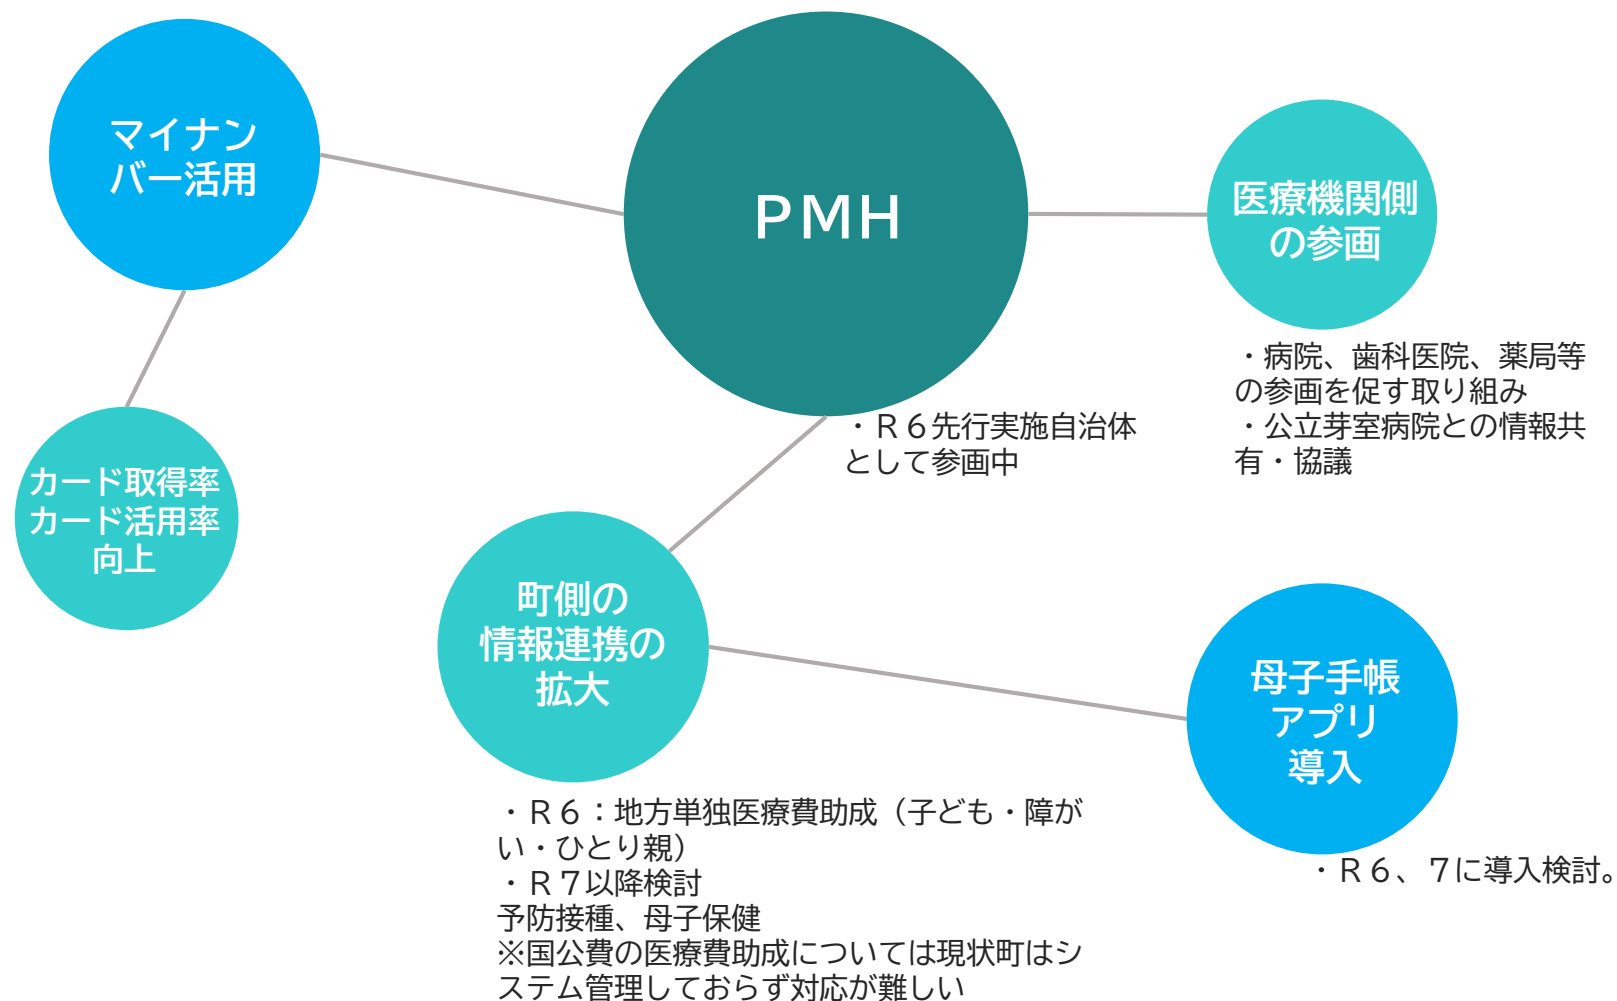 マイナン
バー活用
ＰＭＨ
医療機関側
の参画
・病院、歯科医院、薬局等
の参画を促す取り組み
・公立芽室病院との情報共
有・協議
・Ｒ６先行実施自治体
として参画中
カード取得率
カード活用率
向上
町側の
情報連携の
拡大
母子手帳
アプリ
導入
・Ｒ６：地方単独医療費助成（子ども・障が
い・ひとり親）
・Ｒ７以降検討
予防接種、母子保健
※国公費の医療費助成については現状町はシ
ステム管理しておらず対応が難しい
・Ｒ６、７に導入検討。